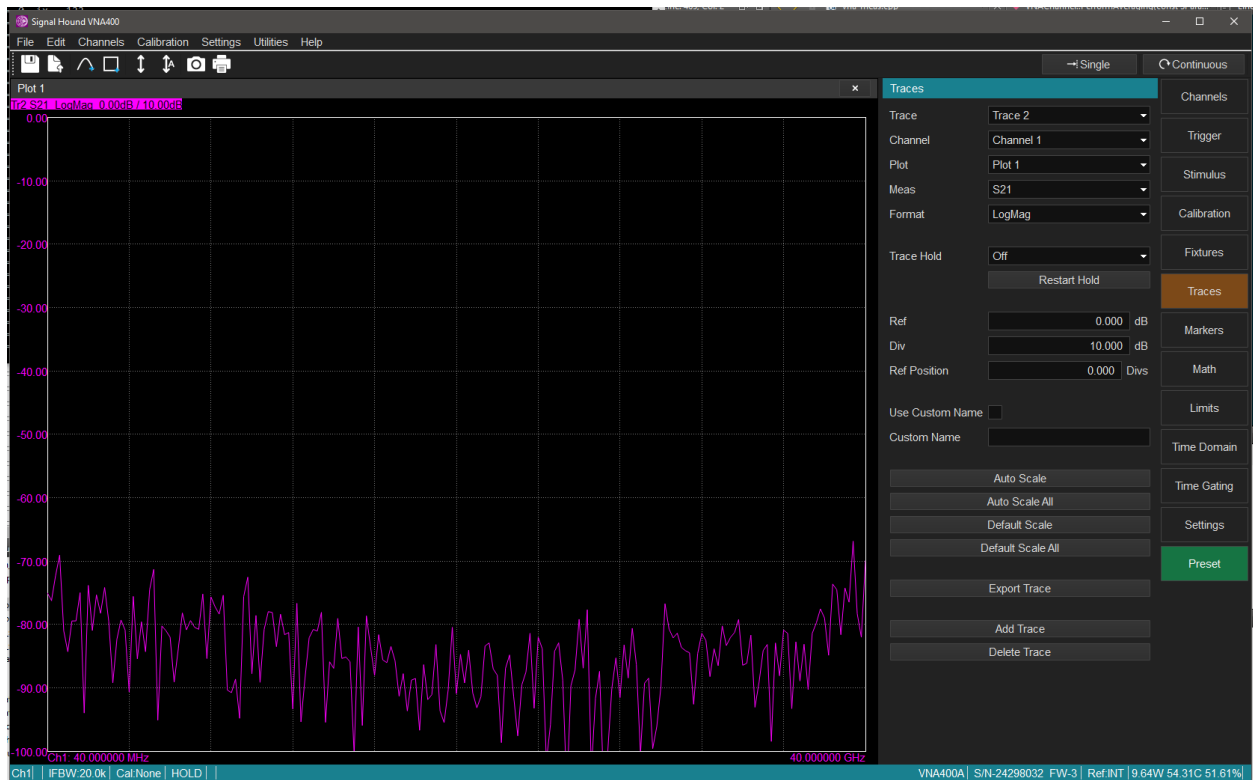 Signal Hound VNA400
File Edit Channels Calibration Settings Utilities Help
Single Continuous
Plot 1
Tr2 S21 LogMag 0.00dB / 10.00dB
0.00
-10.00
-20.00
-30.00
-40.00
-50.00
-60.00
-70.00
-80.00
-90.00
-100.00
Ch1: 40.000000 MHz 40.000000 GHz
Traces
Trace Trace 2
Channel Channel 1
Plot Plot 1
Meas S21
Format LogMag
Trace Hold Off
Restart Hold
Ref 0.000 dB
Div 10.000 dB
Ref Position 0.000 Divs
Use Custom Name
Custom Name
Auto Scale
Auto Scale All
Default Scale
Default Scale All
Export Trace
Add Trace
Delete Trace
Channels
Trigger
Stimulus
Calibration
Fixtures
Traces
Markers
Math
Limits
Time Domain
Time Gating
Settings
Preset
Ch1 IFBW:20.0k Cal:None HOLD VNA400A S/N-24298032 FW-3 Ref:INT 9.64W 54.31C 51.61%